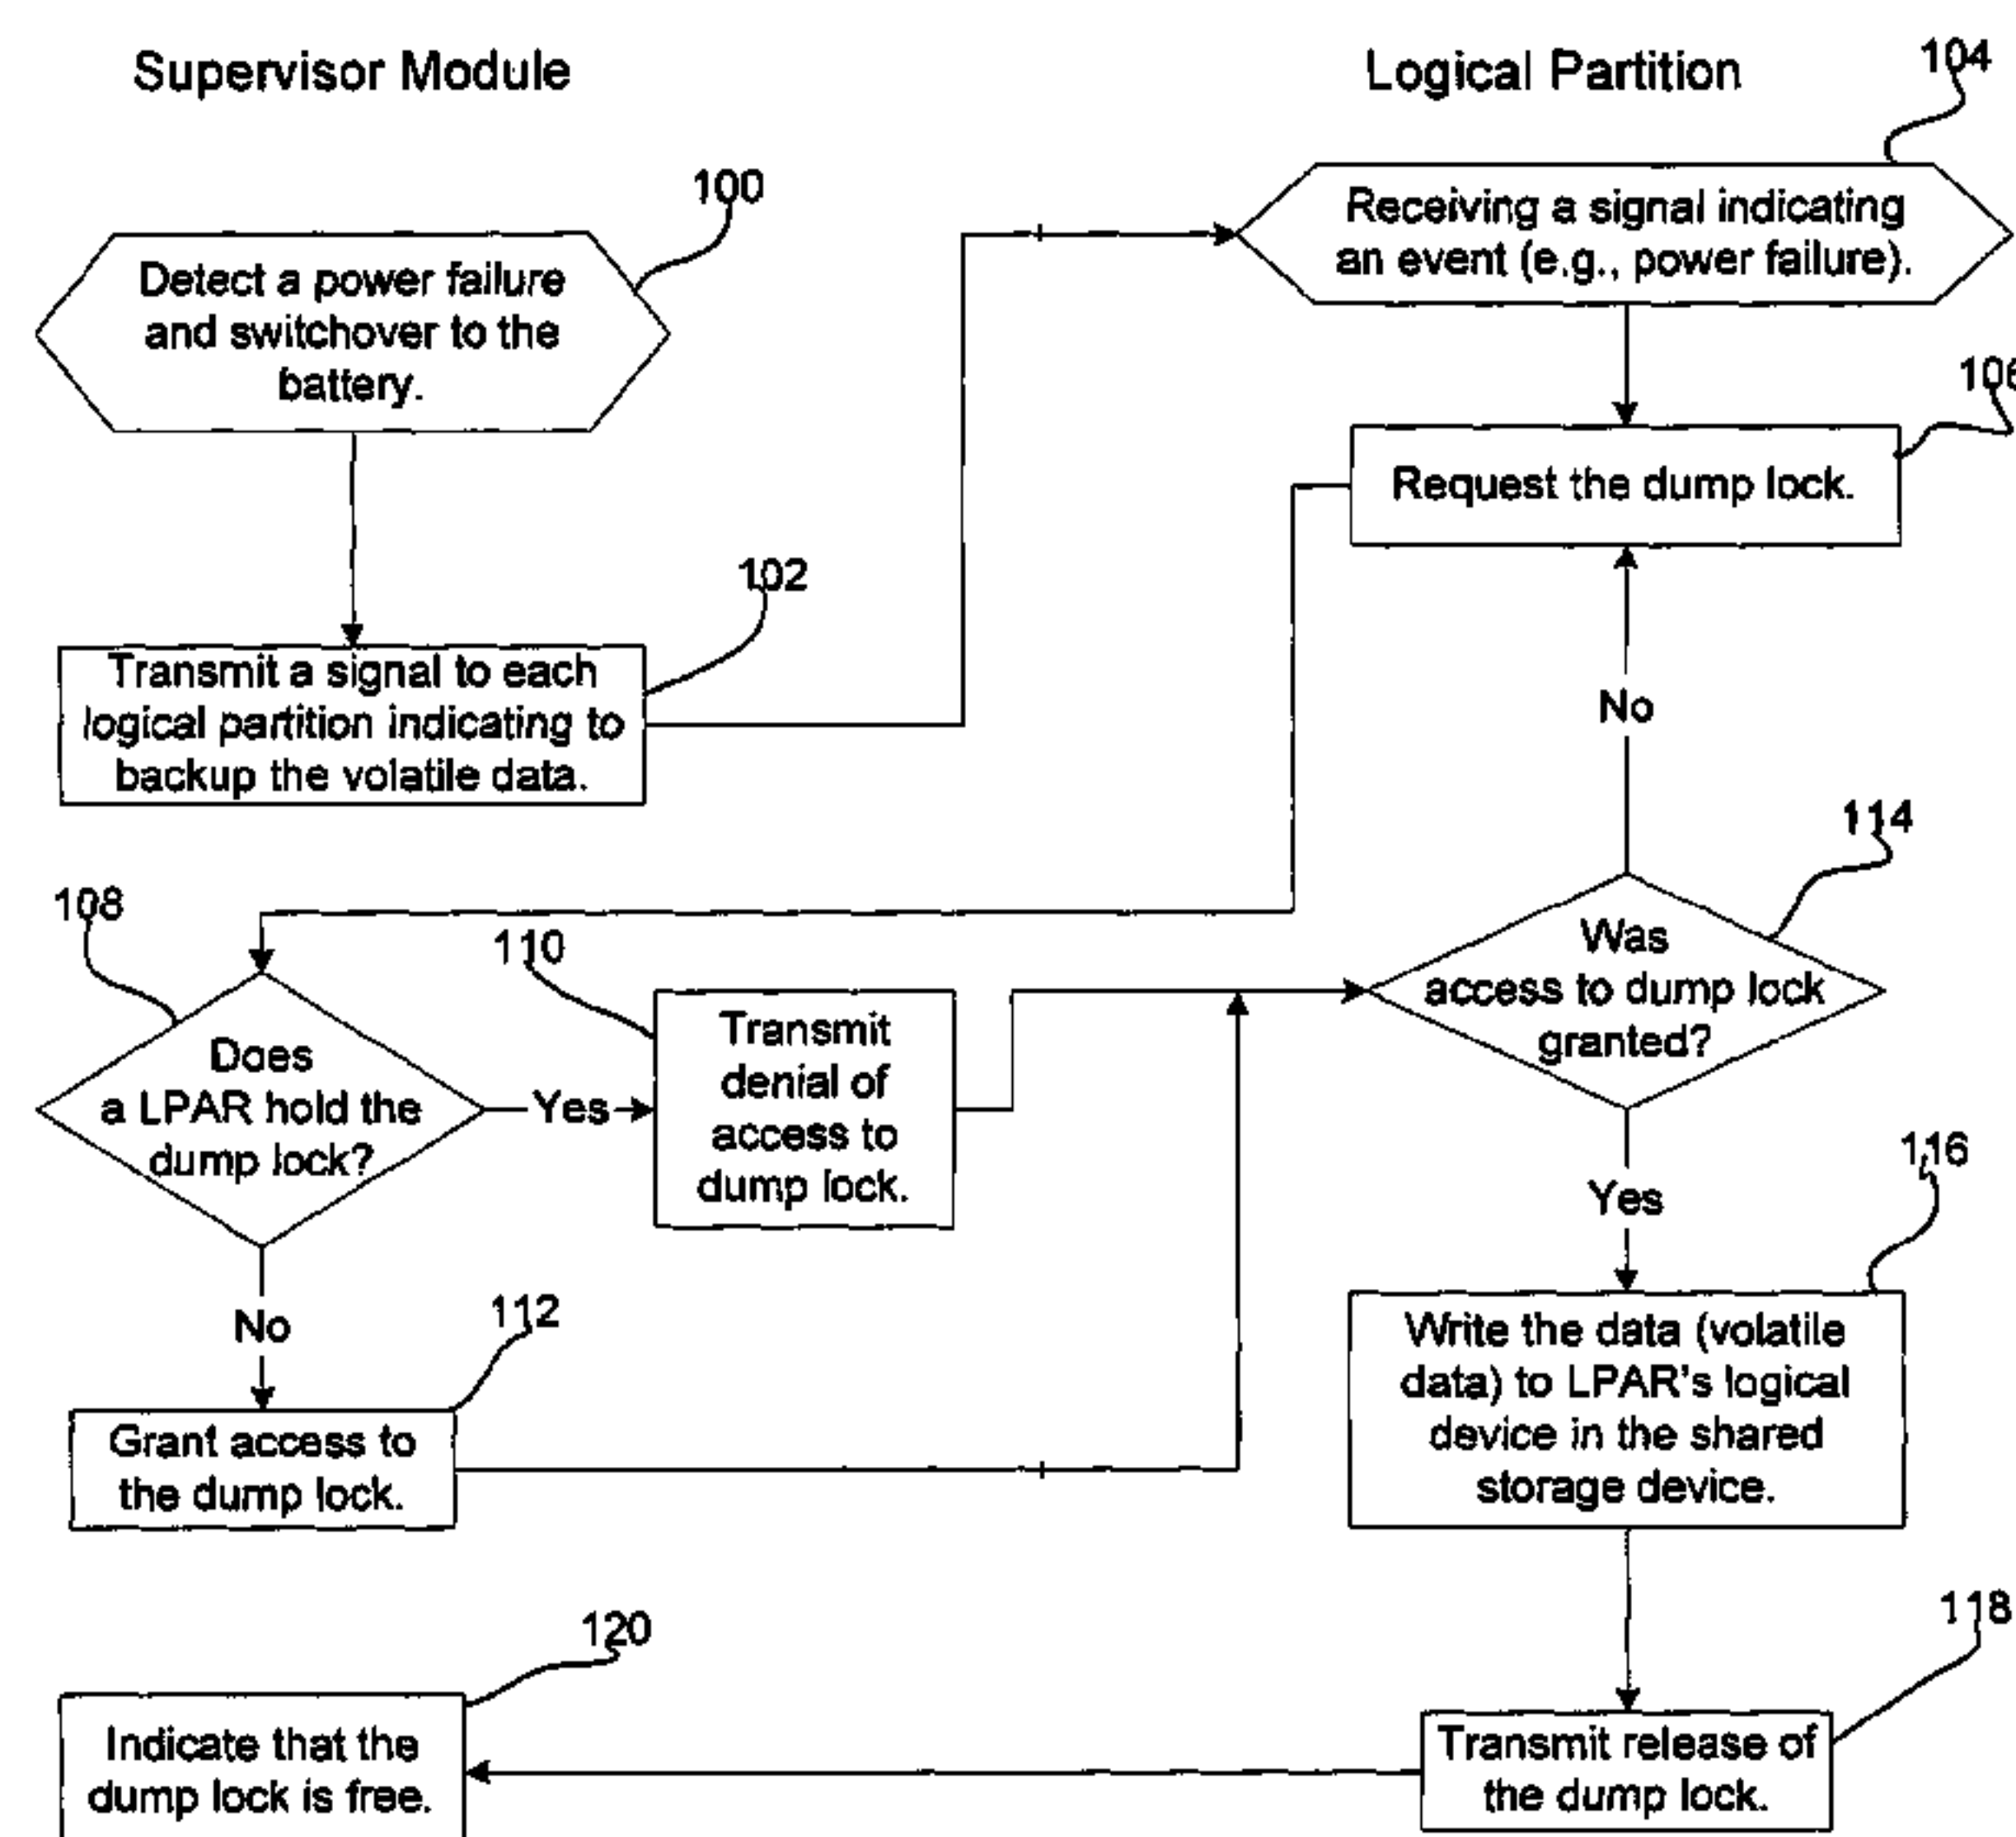 Supervisor Module
Logical Partition
104
100
Receiving a signal indicating
an event (e.g., power failure).
Detect a power failure
and switchover to the
battery.
106
Request the dump lock.
102
Transmit a signal to each
logical partition indicating to
backup the volatile data.
No
114
108
110
Was
access to dump lock
granted?
Does
a LPAR hold the
dump lock?
Yes
Transmit
denial of
access to
dump lock.
116
Yes
No
112
Write the data (volatile
data) to LPAR's logical
device in the shared
storage device.
Grant access to
the dump lock.
118
120
Indicate that the
dump lock is free.
Transmit release of
the dump lock.